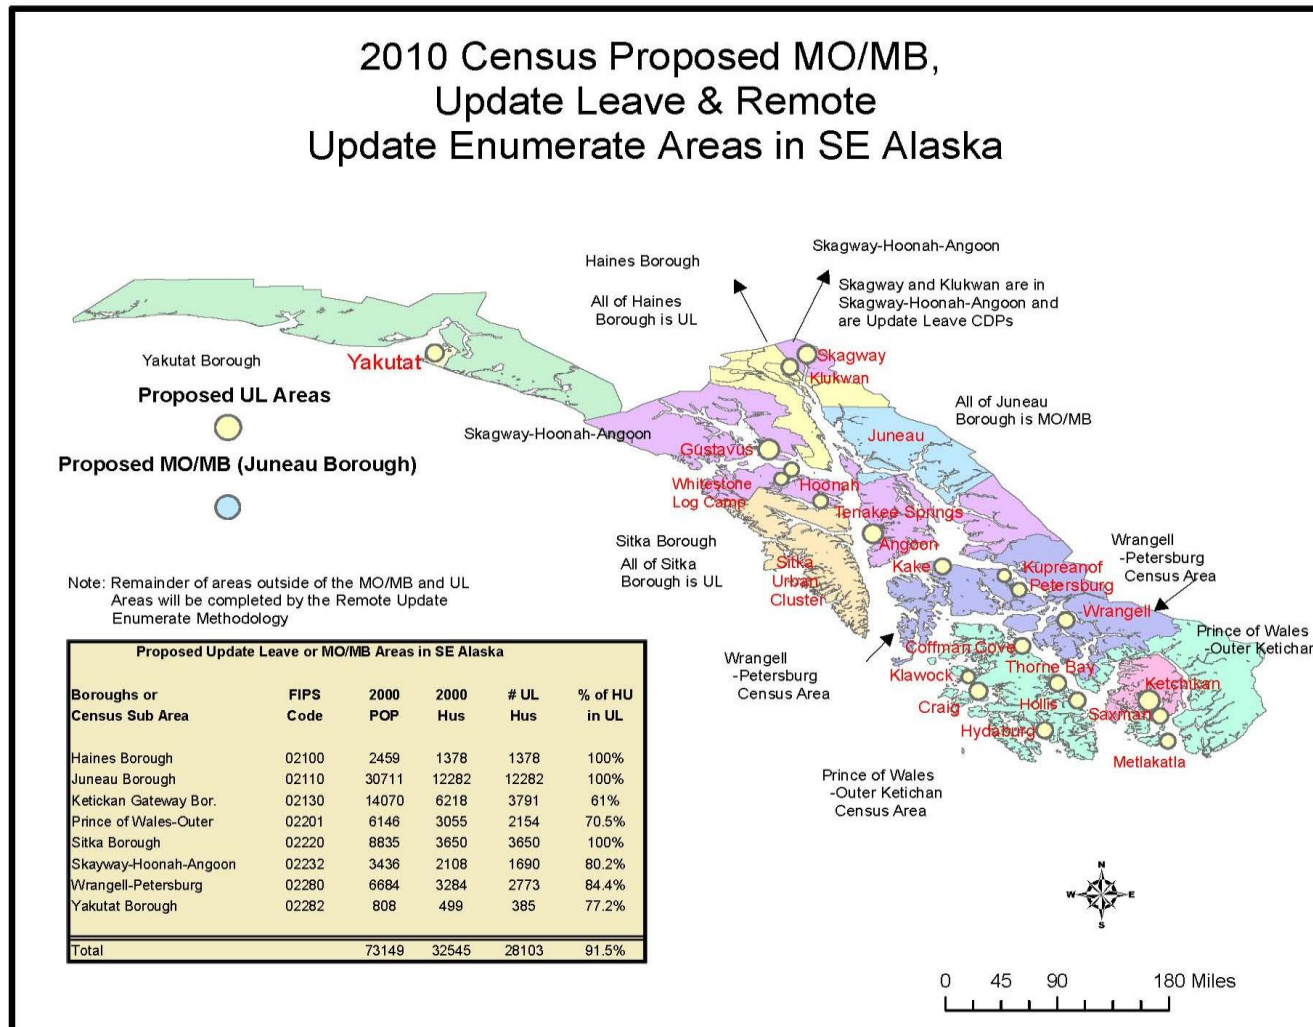 2010 Census Proposed MO/MB,
Update Leave & Remote
Update Enumerate Areas in SE Alaska
Skagway-Hoonah-Angoon
Haines Borough
Skagway and Klukwan are in
Skagway-Hoonah-Angoon and
are Update Leave CDPs
All of Haines
Borough is UL
Yakutat Borough
Yakutat
Skagway
Klukwan
Proposed UL Areas
All of Juneau
Borough is MO/MB
Skagway-Hoonah-Angoon
Juneau
Gustavus
Proposed MO/MB (Juneau Borough)
Whitestone
Log Camp
Hoonah
Tenakee Springs
Sitka Borough
All of Sitka
Borough is UL
Angoon
Wrangell
-Petersburg
Census Area
Sitka
Urban
Cluster
Kake
Kupreanof
Petersburg
Note: Remainder of areas outside of the MO/MB and UL
Areas will be completed by the Remote Update
Enumerate Methodology
Wrangell
Prince of Wales
-Outer Ketichan
Coffman Cove
Wrangell
-Petersburg
Census Area
Thorne Bay
Klawock
Ketchikan
Craig
Hollis
Saxman
Hydaburg
Metlakatla
Prince of Wales
-Outer Ketichan
Census Area
Proposed Update Leave or MO/MB Areas in SE Alaska
Boroughs or FIPS 2000 2000 # UL % of HU
Census Sub Area Code POP Hus Hus in UL
Haines Borough 02100 2459 1378 1378 100%
Juneau Borough 02110 30711 12282 12282 100%
Ketickan Gateway Bor. 02130 14070 6218 3791 61%
Prince of Wales-Outer 02201 6146 3055 2154 70.5%
Sitka Borough 02220 8835 3650 3650 100%
Skayway-Hoonah-Angoon 02232 3436 2108 1690 80.2%
Wrangell-Petersburg 02280 6684 3284 2773 84.4%
Yakutat Borough 02282 808 499 385 77.2%
Total 73149 32545 28103 91.5%
N
W E
S
0 45 90 180 Miles